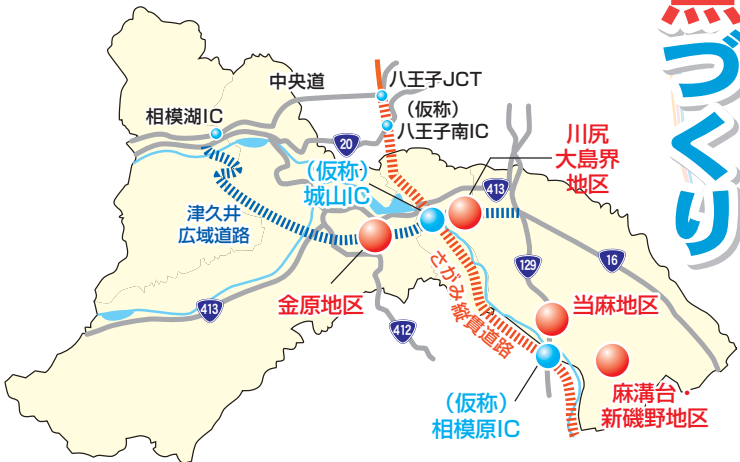 づくり
中央道
八王子JCT
相模湖IC
(仮称)
八王子南IC
20
川尻
大島界
地区
(仮称)
城山IC
413
津久井
広域道路
さがみ縦貫道路
129
16
413
金原地区
412
当麻地区
(仮称)
相模原IC
麻溝台・
新磯野地区